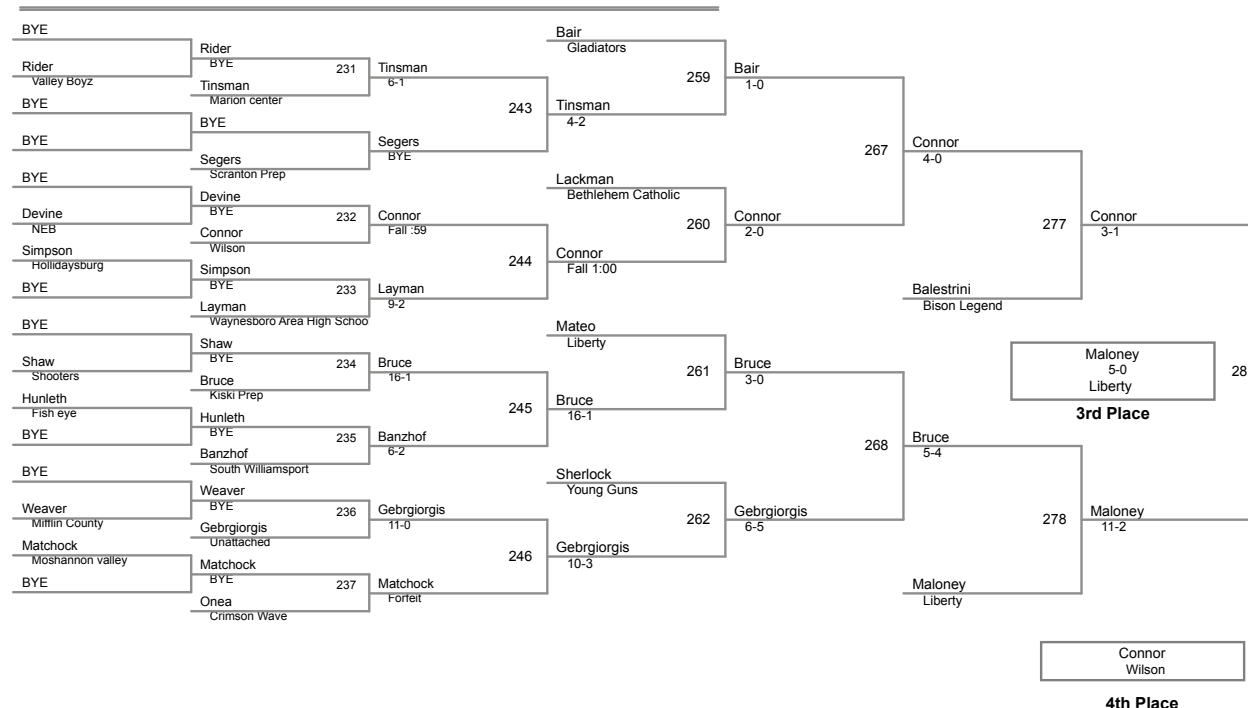 BYE
Rider
Valley Boyz
BYE
BYE
BYE
Devine
NEB
Simpson
Hollidaysburg
BYE
BYE
Shaw
Shooters
Hunleth
Fish eye
BYE
BYE
Weaver
Mifflin County
Matchock
Moshannon valley
BYE
Rider
BYE
231
Tinsman
Marion center
BYE
Segers
Scranton Prep
Devine
BYE
232
Connor
Wilson
Simpson
BYE
233
Layman
Waynesboro Area High Schoo
Shaw
BYE
234
Bruce
Kiski Prep
Hunleth
BYE
235
Banzhof
South Williamsport
Weaver
BYE
236
Gebrgiorgis
Unattached
Matchock
BYE
237
Onea
Crimson Wave
Tinsman
6-1
243
Segers
BYE
Connor
Fall :59
244
Layman
9-2
Bruce
16-1
245
Banzhof
6-2
Gebrgiorgis
11-0
246
Matchock
Forfeit
Bair
Gladiators
259
Tinsman
4-2
Lackman
Bethlehem Catholic
260
Connor
Fall 1:00
Mateo
Liberty
261
Bruce
16-1
Sherlock
Young Guns
262
Gebrgiorgis
10-3
Bair
1-0
267
Connor
2-0
Bruce
3-0
268
Gebrgiorgis
6-5
Connor
4-0
277
Balestrini
Bison Legend
Bruce
5-4
278
Maloney
Liberty
Connor
3-1
Maloney
5-0
Liberty
28
3rd Place
Maloney
11-2
Connor
Wilson
4th Place